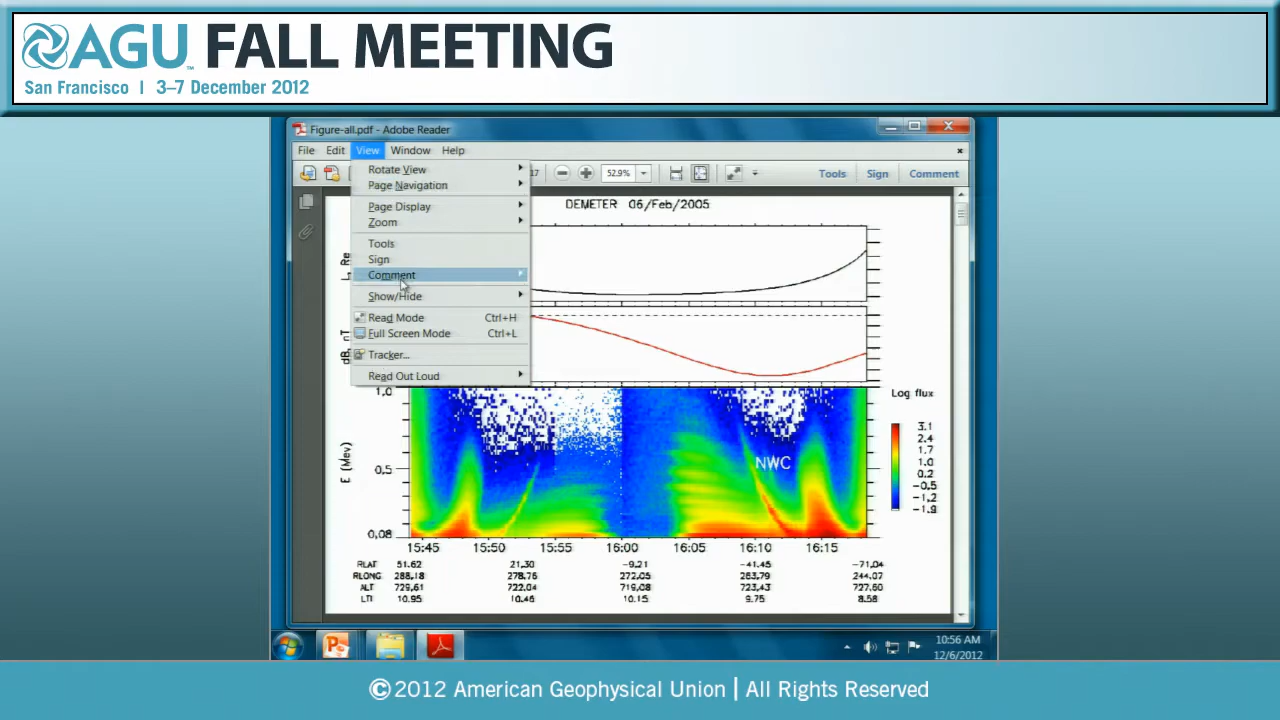 AGU FALL MEETING
San Francisco | 3–7 December 2012
Figure-all.pdf - Adobe Reader
File Edit View Window Help
17 52.9% Tools Sign Comment
Rotate View
Page Navigation
Page Display
Zoom
Tools
Sign
Comment
Show/Hide
Read Mode Ctrl+H
Full Screen Mode Ctrl+L
Tracker...
Read Out Loud
DEMETER 06/Feb/2005
L, Re
dB, nT
E (Mev)
1,0
0,5
0,08
NWC
Log flux
3.1
2.4
1.7
1.0
0.2
-0.5
-1.2
-1.9
15:45 15:50 15:55 16:00 16:05 16:10 16:15
RLAT 51.62 21.30 -9.21 -41.45 -71.04
RLONG 288.18 278.76 272.05 263.79 244.07
ALT 729.61 722.04 719.08 723.43 727.60
LTI 10.95 10.46 10.15 9.75 8.58
10:56 AM
12/6/2012
©2012 American Geophysical Union | All Rights Reserved